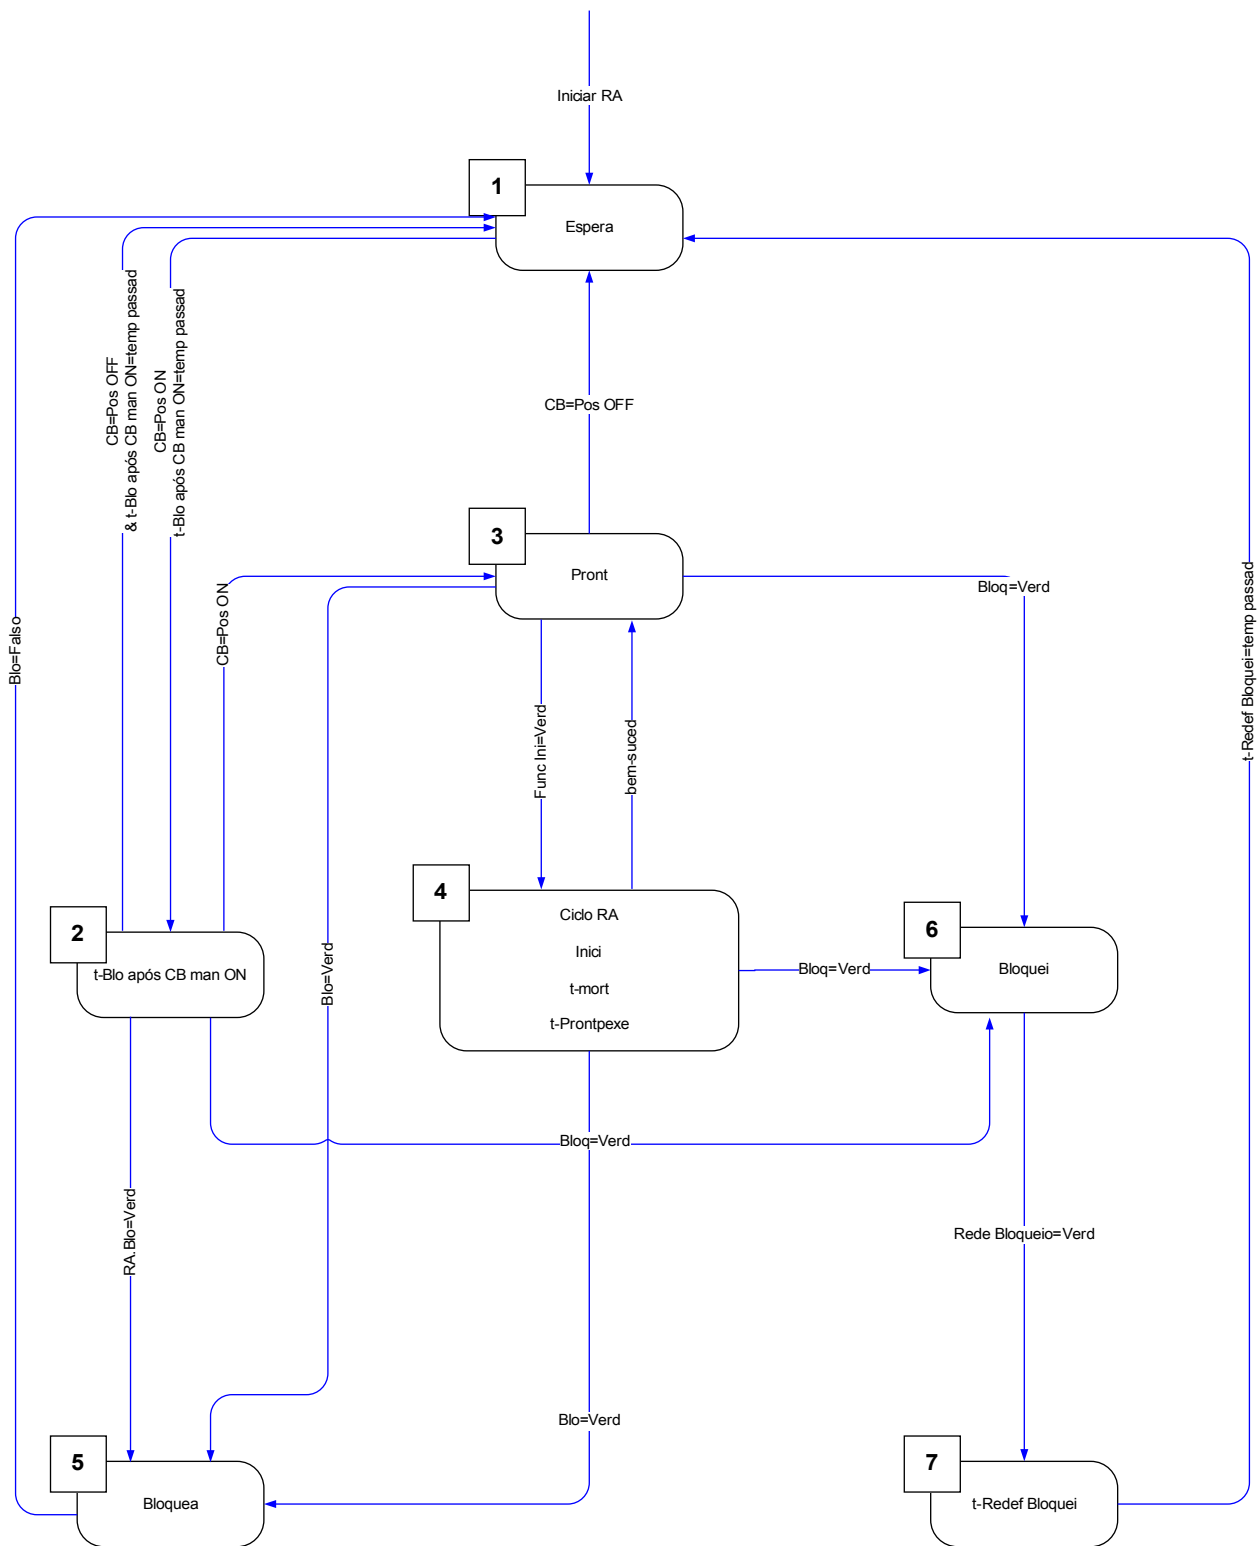 Iniciar RA
1
Espera
CB=Pos OFF
& t-Blo após CB man ON=temp passad
CB=Pos ON
t-Blo após CB man ON=temp passad
CB=Pos OFF
3
Pront
Bloq=Verd
CB=Pos ON
Blo=Falso
t-Redef Bloquei=temp passad
Func Ini=Verd
bem-suced
4
Ciclo RA
Inici
t-mort
t-Prontpexe
2
t-Blo após CB man ON
Blo=Verd
Bloq=Verd
6
Bloquei
Bloq=Verd
RA.Blo=Verd
Rede Bloqueio=Verd
Blo=Verd
5
Bloquea
7
t-Redef Bloquei